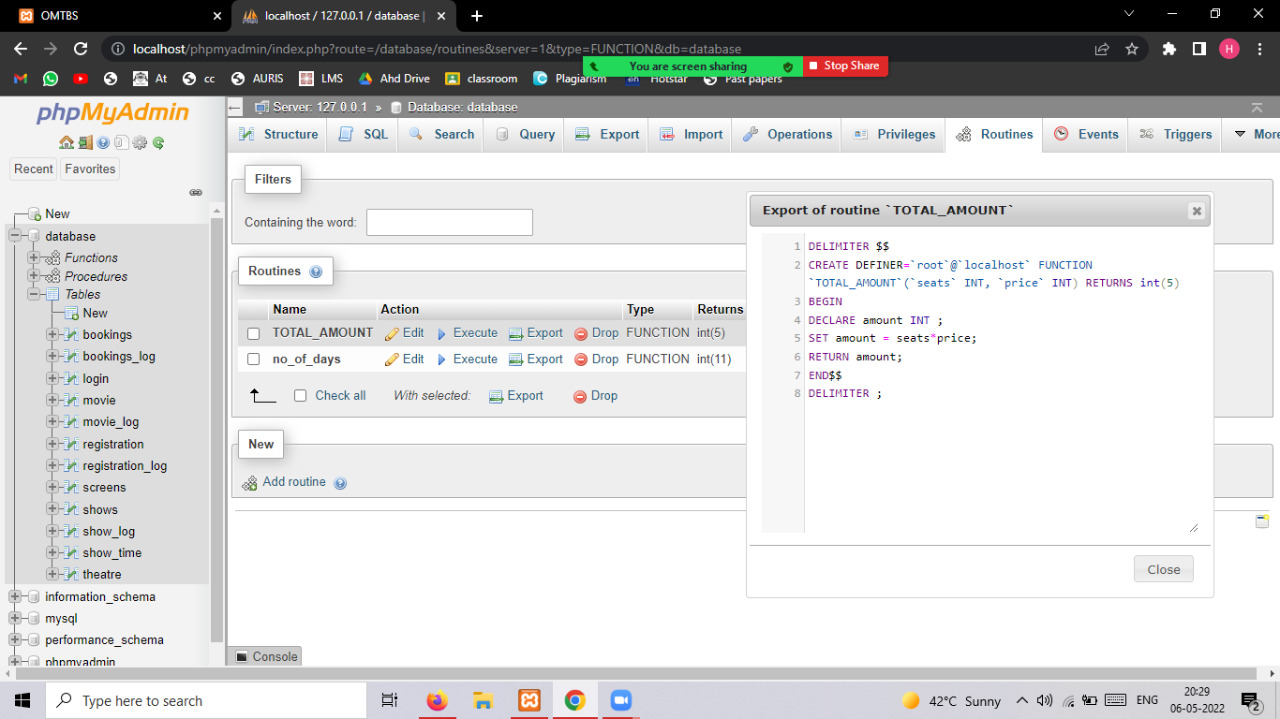 OMTBS
localhost / 127.0.0.1 / database |
localhost/phpmyadmin/index.php?route=/database/routines&server=1&type=FUNCTION&db=database
H
You are screen sharing
Stop Share
At
cc
AURIS
LMS
Ahd Drive
classroom
Plagiarism
Hotstar
Past papers
phpMyAdmin
Server: 127.0.0.1 » Database: database
Structure
SQL
Search
Query
Export
Import
Operations
Privileges
Routines
Events
Triggers
More
Recent
Favorites
New
database
Functions
Procedures
Tables
New
bookings
bookings_log
login
movie
movie_log
registration
registration_log
screens
shows
show_log
show_time
theatre
information_schema
mysql
performance_schema
phpmyadmin
Filters
Containing the word:
Routines
Name Action Type Returns
TOTAL_AMOUNT Edit Execute Export Drop FUNCTION int(5)
no_of_days Edit Execute Export Drop FUNCTION int(11)
Check all With selected: Export Drop
New
Add routine
Export of routine `TOTAL_AMOUNT`
1 DELIMITER $$
2 CREATE DEFINER=`root`@`localhost` FUNCTION
`TOTAL_AMOUNT`(`seats` INT, `price` INT) RETURNS int(5)
3 BEGIN
4 DECLARE amount INT ;
5 SET amount = seats*price;
6 RETURN amount;
7 END$$
8 DELIMITER ;
Close
Console
Type here to search
42°C Sunny
ENG
20:29
06-05-2022
2